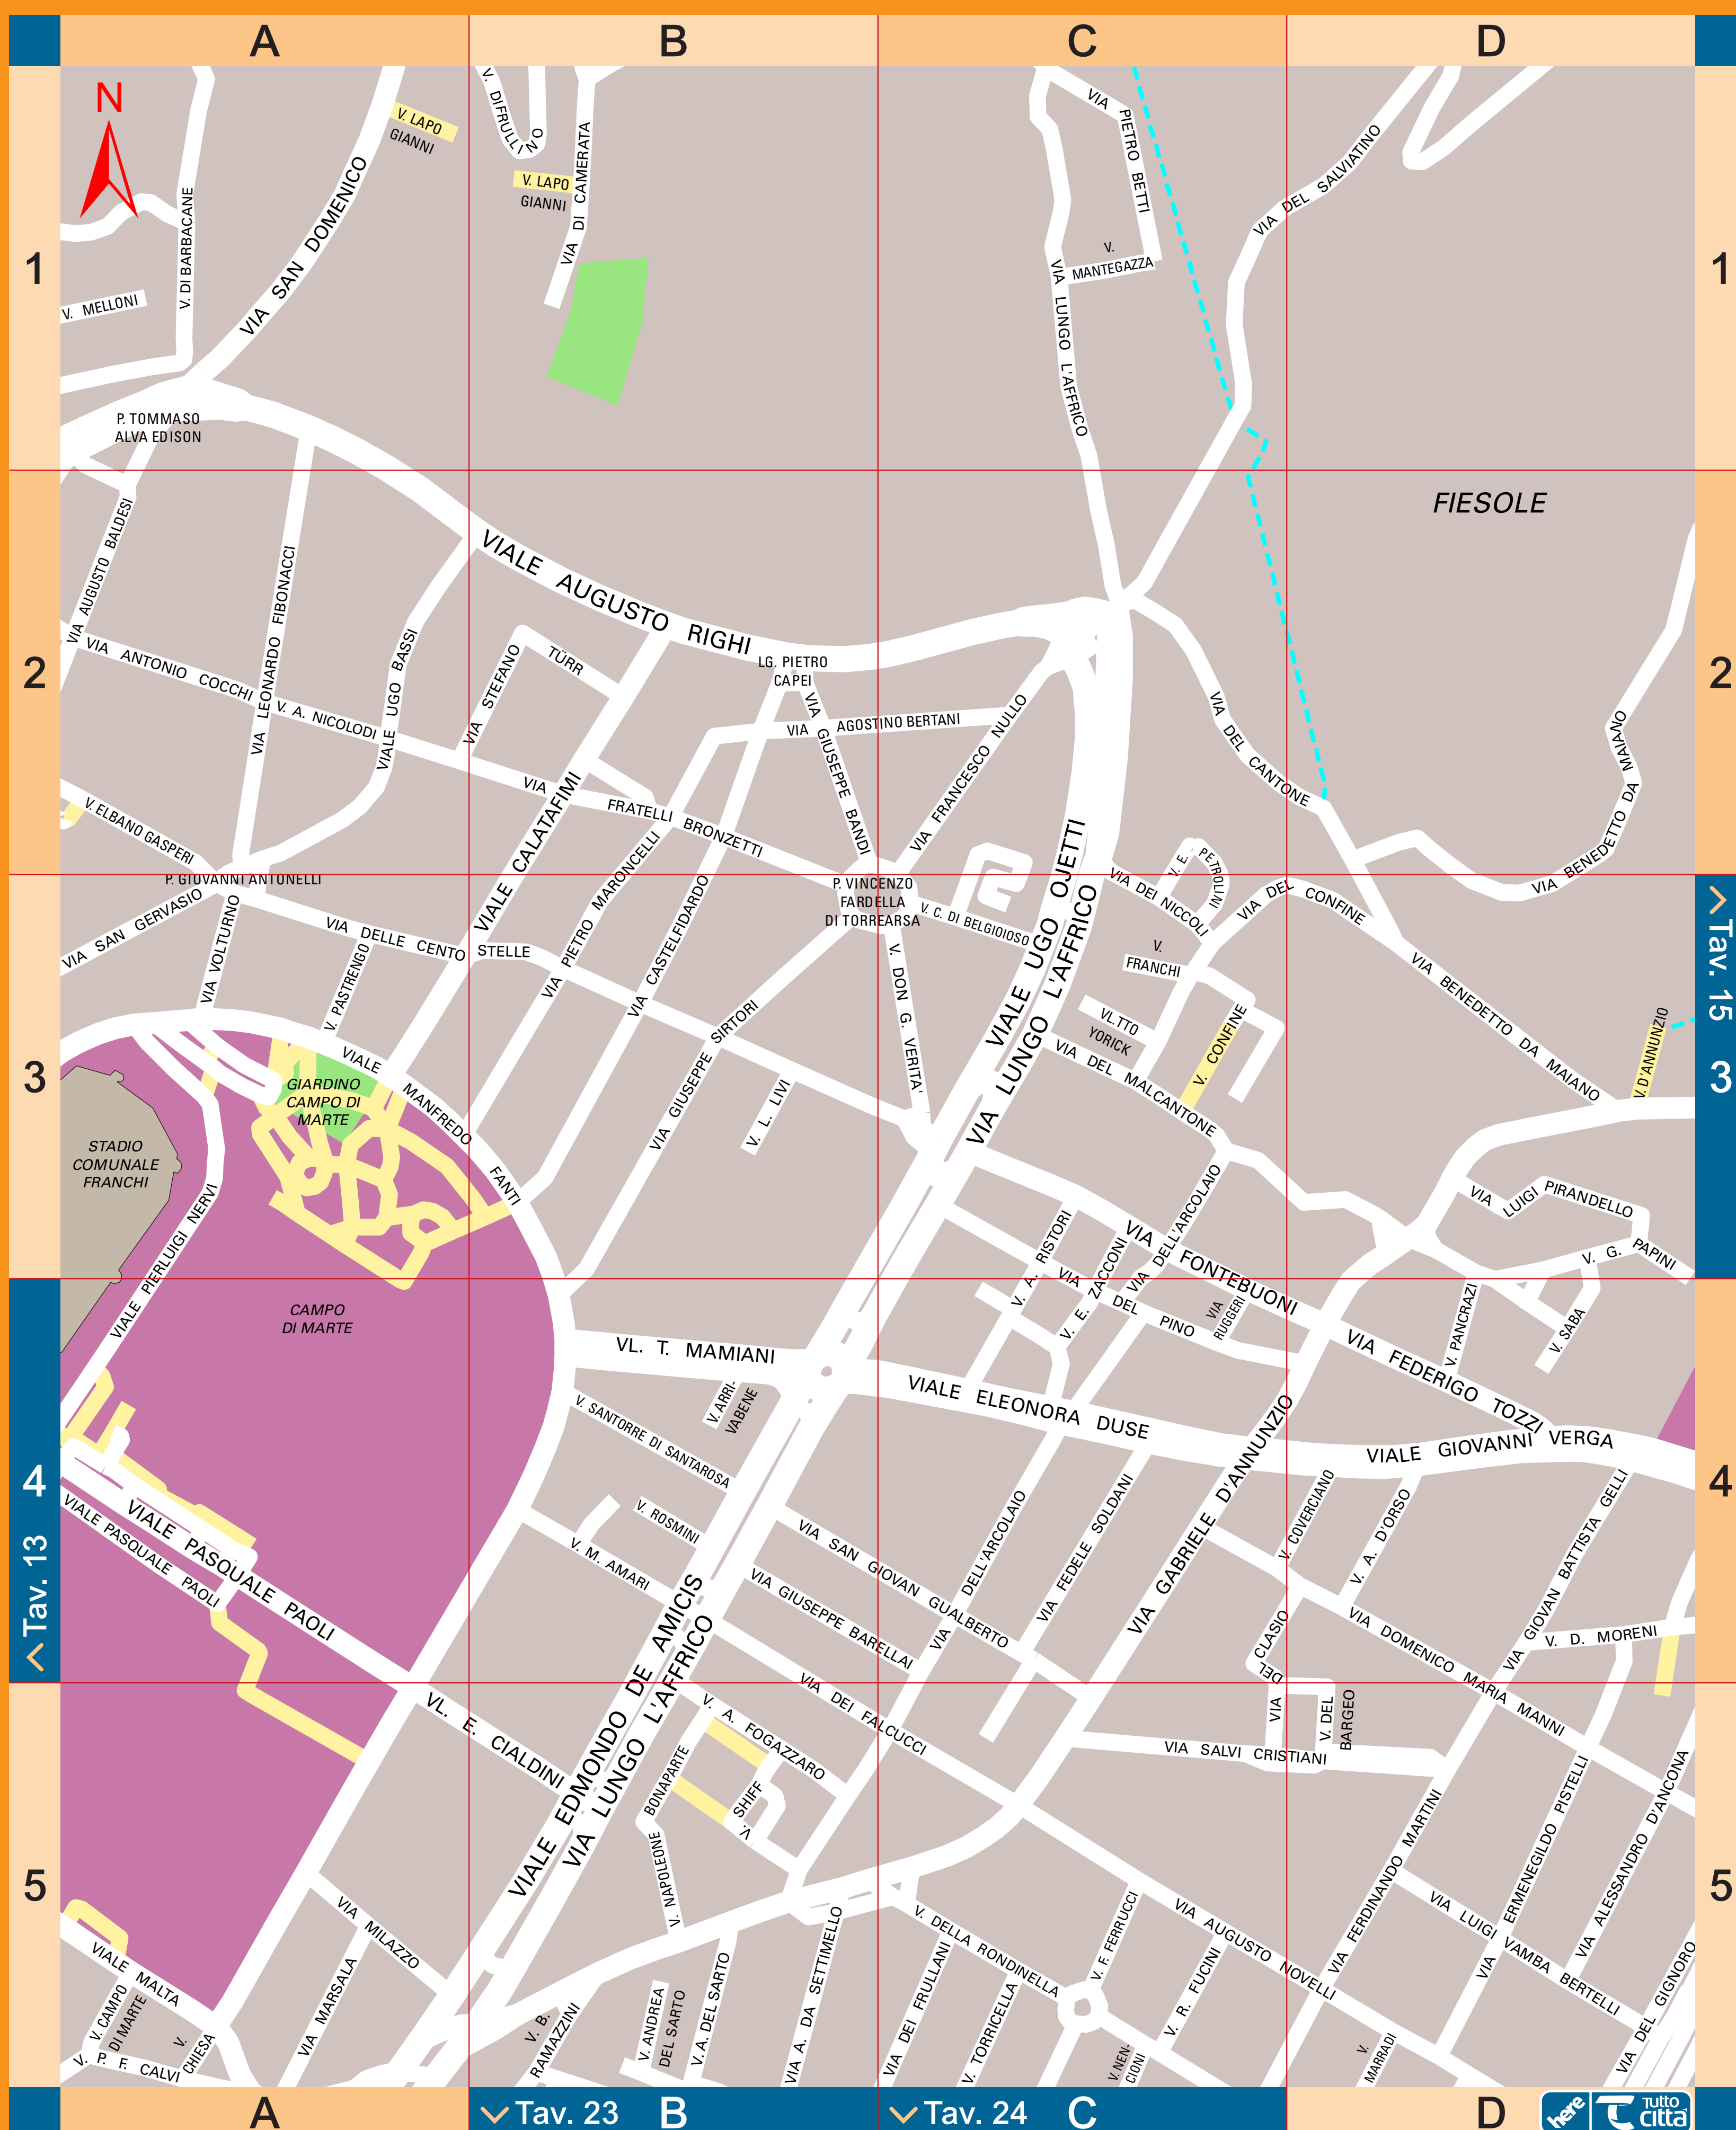 A
B
C
D
N
V. LAPO
GIANNI
V. DIFRULLINO
V. LAPO
GIANNI
VIA DI CAMERATA
VIA PIETRO BETTI
V.
MANTEGAZZA
VIA DEL SALVIATINO
1
V. DI BARBACANE
VIA SAN DOMENICO
VIA LUNGO L'AFFRICO
1
V. MELLONI
P. TOMMASO
ALVA EDISON
FIESOLE
VIA AUGUSTO BALDESI
VIA LEONARDO FIBONACCI
VIALE AUGUSTO RIGHI
2
VIA ANTONIO COCCHI
V. A. NICOLODI
VIALE UGO BASSI
VIA STEFANO TÜRR
LG. PIETRO
CAPEI
VIA AGOSTINO BERTANI
VIA GIUSEPPE BANDI
VIA FRANCESCO NULLO
VIA DEL CANTONE
VIA BENEDETTO DA MAIANO
2
V. ELBANO GASPERI
VIALE CALATAFIMI
VIA FRATELLI BRONZETTI
VIALE UGO OJETTI
V. E. PETROLINI
P. GIOVANNI ANTONELLI
VIA SAN GERVASIO
VIA VOLTURNO
VIA DELLE CENTO STELLE
V. PASTRENGO
VIA PIETRO MARONCELLI
VIA CASTELFIDARDO
P. VINCENZO
FARDELLA
DI TORREARSA
V. C. DI BELGIOIOSO
VIA DEI NICCOLI
VIA DEL CONFINE
V.
FRANCHI
VL.TTO
YORICK
V. CONFINE
V. DON G. VERITA'
VIA LUNGO L'AFFRICO
VIA DEL MALCANTONE
VIA BENEDETTO DA MAIANO
V. D'ANNUNZIO
Tav. 15
3
3
VIALE MANFREDO FANTI
GIARDINO
CAMPO DI
MARTE
STADIO
COMUNALE
FRANCHI
VIA GIUSEPPE SIRTORI
V. L. LIVI
VIALE PIERLUIGI NERVI
V. A. RISTORI
V. E. ZACCONI
VIA DELL'ARCOLAIO
VIA FONTEBUONI
VIA LUIGI PIRANDELLO
V. G. PAPINI
CAMPO
DI MARTE
VIA DEL PINO
VIA
RUGGERI
V. PANCRAZI
V. SABA
VL. T. MAMIANI
V. ARRI-
VABENE
VIALE ELEONORA DUSE
VIA FEDERIGO TOZZI
VIALE GIOVANNI VERGA
4
Tav. 13
V. SANTORRE DI SANTAROSA
V. ROSMINI
V. M. AMARI
VIALE PASQUALE PAOLI
VIALE PASQUALE PAOLI
VIA SAN GIOVAN GUALBERTO
VIA GIUSEPPE BARELLAI
VIA DELL'ARCOLAIO
VIA FEDELE SOLDANI
VIA GABRIELE D'ANNUNZIO
V. COVERCIANO
V. A. D'ORSO
VIA GIOVAN BATTISTA GELLI
4
V. D. MORENI
VIA DOMENICO MARIA MANNI
VIA DEL CLASIO
V. DEL
BARGEO
VL. E. CIALDINI
VIALE EDMONDO DE AMICIS
VIA LUNGO L'AFFRICO
VIA DEI FALCUCCI
V. A. FOGAZZARO
V. SHIFF
V. NAPOLEONE BONAPARTE
VIA SALVI CRISTIANI
5
VIA FERDINANDO MARTINI
VIA ERMENEGILDO PISTELLI
VIA ALESSANDRO D'ANCONA
5
VIA MILAZZO
VIA MARSALA
VIALE MALTA
V. CAMPO
DI MARTE
V.
CHIESA
V. P. F. CALVI
V. B.
RAMAZZINI
V. ANDREA
DEL SARTO
V. A. DEL SARTO
VIA A. DA SETTIMELLO
VIA DEI FRULLANI
V. DELLA RONDINELLA
V. TORRICELLA
V. F. FERRUCCI
V. R. FUCINI
V. NEN-
CIONI
VIA AUGUSTO NOVELLI
VIA LUIGI VAMBA BERTELLI
V.
MARRADI
VIA DEL GIGNORO
A
Tav. 23
B
Tav. 24
C
D
here
TUTTO
città